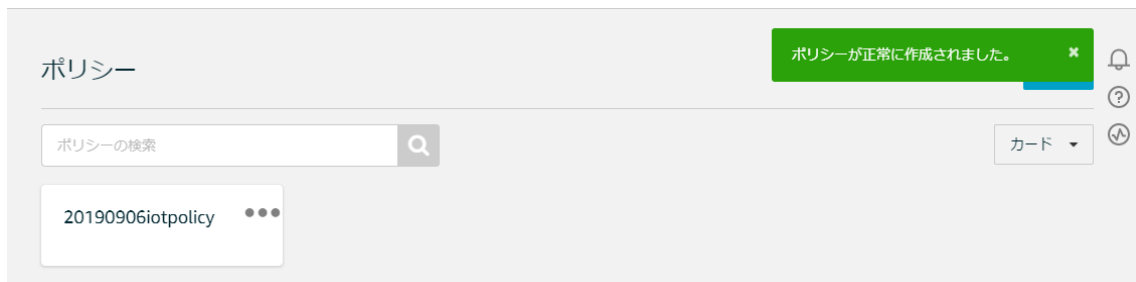 ポリシー
ポリシーが正常に作成されました。
ポリシーの検索
カード
20190906iotpolicy